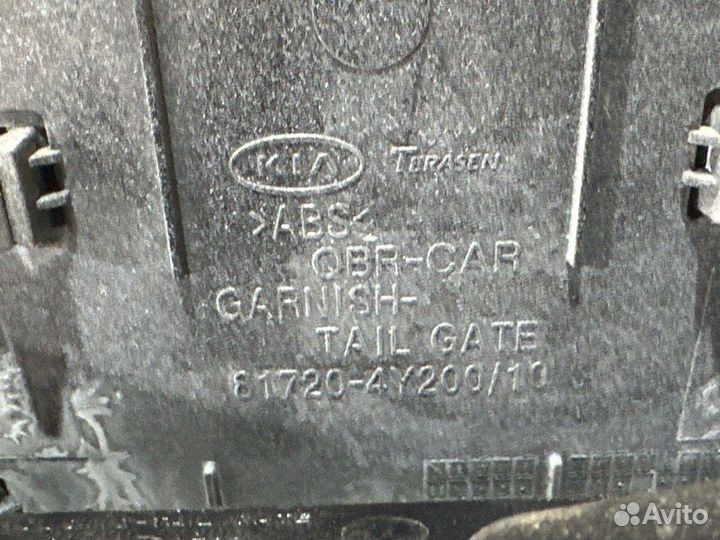 KIA TURASEN
>ABS<
QBR-CAR
GARNISH-
TAIL GATE
81720-4Y200/10
Avito